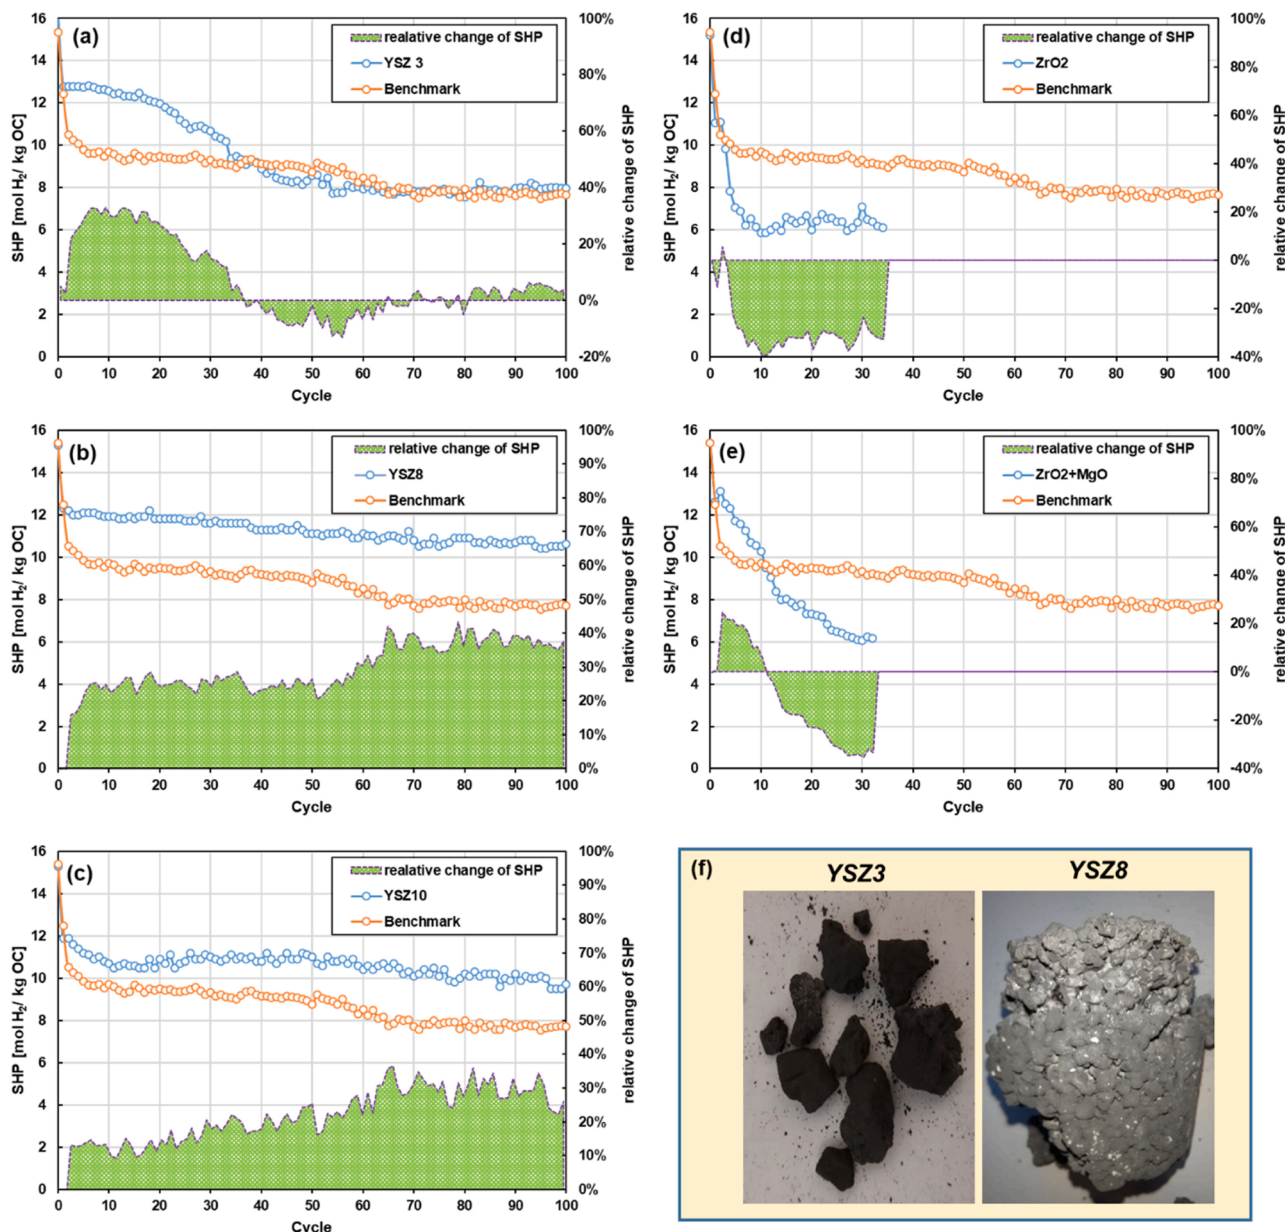 (a)
realative change of SHP
YSZ 3
Benchmark
16
14
12
10
8
6
4
2
0
100%
80%
60%
40%
20%
0%
-20%
SHP [mol H2/ kg OC]
relative change of SHP
0 10 20 30 40 50 60 70 80 90 100
Cycle
(d)
realative change of SHP
ZrO2
Benchmark
16
14
12
10
8
6
4
2
0
100%
80%
60%
40%
20%
0%
-20%
-40%
SHP [mol H2/ kg OC]
relative change of SHP
0 10 20 30 40 50 60 70 80 90 100
Cycle
(b)
relative change of SHP
YSZ8
Benchmark
16
14
12
10
8
6
4
2
0
100%
90%
80%
70%
60%
50%
40%
30%
20%
10%
0%
SHP [mol H2/ kg OC]
relative change of SHP
0 10 20 30 40 50 60 70 80 90 100
Cycle
(e)
realative change of SHP
ZrO2+MgO
Benchmark
16
14
12
10
8
6
4
2
0
100%
80%
60%
40%
20%
0%
-20%
-40%
SHP [mol H2/ kg OC]
relative change of SHP
0 10 20 30 40 50 60 70 80 90 100
Cycle
(c)
realative change of SHP
YSZ10
Benchmark
16
14
12
10
8
6
4
2
0
100%
90%
80%
70%
60%
50%
40%
30%
20%
10%
0%
SHP [mol H2/ kg OC]
relative change of SHP
0 10 20 30 40 50 60 70 80 90 100
Cycle
(f)
YSZ3
YSZ8